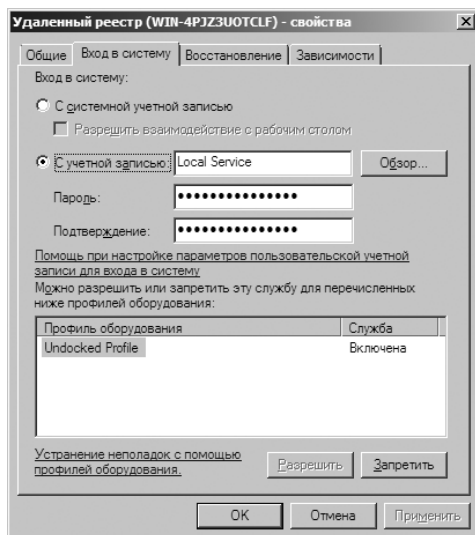 Удаленный реестр (WIN-4PJZ3U0TCLF) - свойства
Общие Вход в систему Восстановление Зависимости
Вход в систему:
С системной учетной записью
Разрешить взаимодействие с рабочим столом
С учетной записью: Local Service Обзор...
Пароль: •••••••••••••••
Подтверждение: •••••••••••••••
Помощь при настройке параметров пользовательской учетной
записи для входа в систему
Можно разрешить или запретить эту службу для перечисленных
ниже профилей оборудования:
Профиль оборудования Служба
Undocked Profile Включена
Устранение неполадок с помощью
профилей оборудования. Разрешить Запретить
OK Отмена Применить